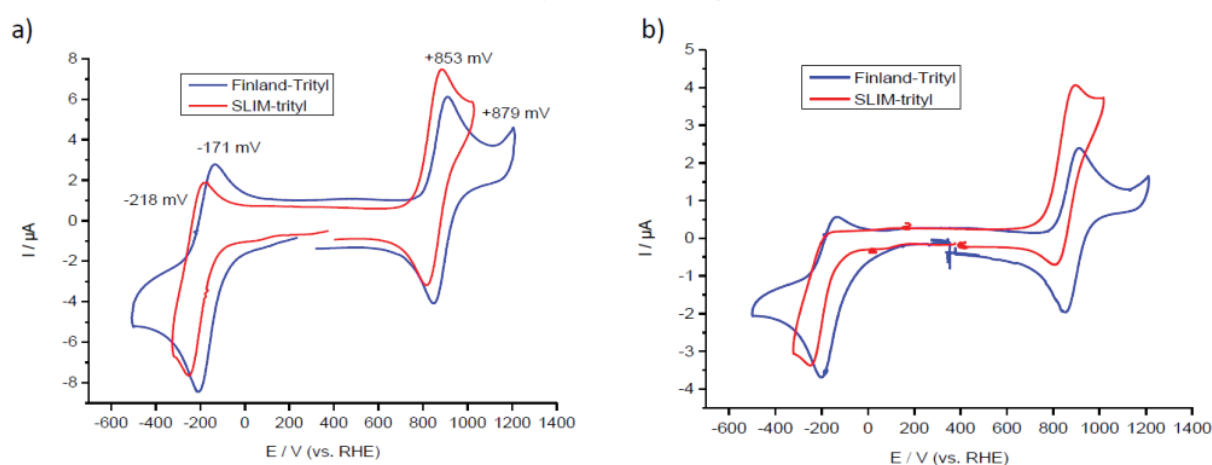 a)
+853 mV
Finland-Trityl
SLIM-trityl
+879 mV
-171 mV
-218 mV
8
6
4
2
0
-2
-4
-6
-8
I / µA
-600 -400 -200 0 200 400 600 800 1000 1200 1400
E / V (vs. RHE)
b)
Finland-Trityl
SLIM-trityl
5
4
3
2
1
0
-1
-2
-3
-4
I / µA
-600 -400 -200 0 200 400 600 800 1000 1200 1400
E / V (vs. RHE)